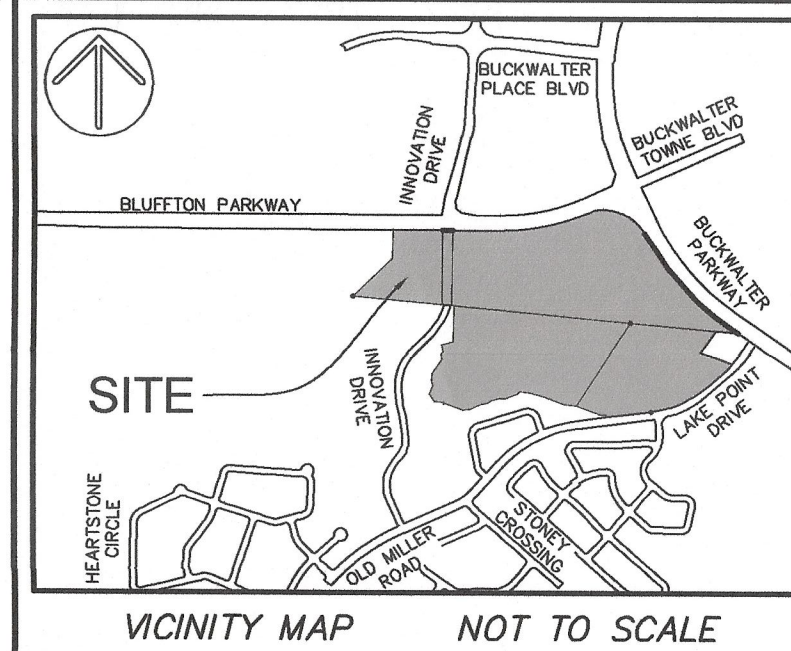 BUCKWALTER
PLACE BLVD
INNOVATION
DRIVE
BUCKWALTER
TOWNE BLVD
BLUFFTON PARKWAY
BUCKWALTER
PARKWAY
SITE
INNOVATION
DRIVE
LAKE POINT
DRIVE
HEARTSTONE
CIRCLE
STONEY
CROSSING
OLD MILLER
ROAD
VICINITY MAP NOT TO SCALE